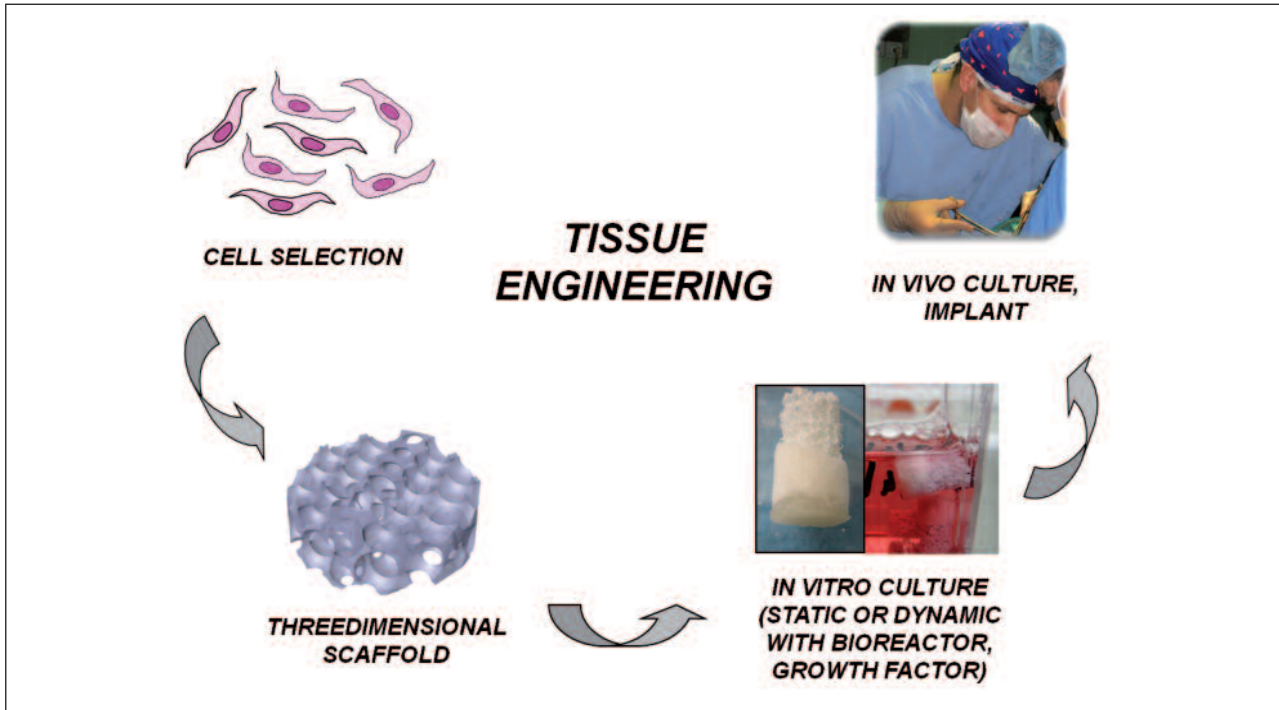 CELL SELECTION
TISSUE
ENGINEERING
IN VIVO CULTURE,
IMPLANT
THREEDIMENSIONAL
SCAFFOLD
IN VITRO CULTURE
(STATIC OR DYNAMIC
WITH BIOREACTOR,
GROWTH FACTOR)